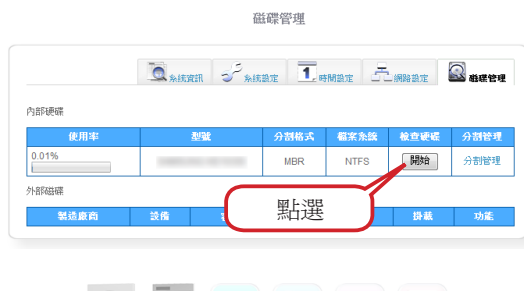 磁碟管理
系統資訊 系統設定 1 時間設定 網路設定 磁碟管理
內部硬碟
使用率 型號 分割格式 檔案系統 檢查硬碟 分割管理
0.01% MBR NTFS 開始 分割管理
外部磁碟
製造廠商 設備 掛載 功能
點選